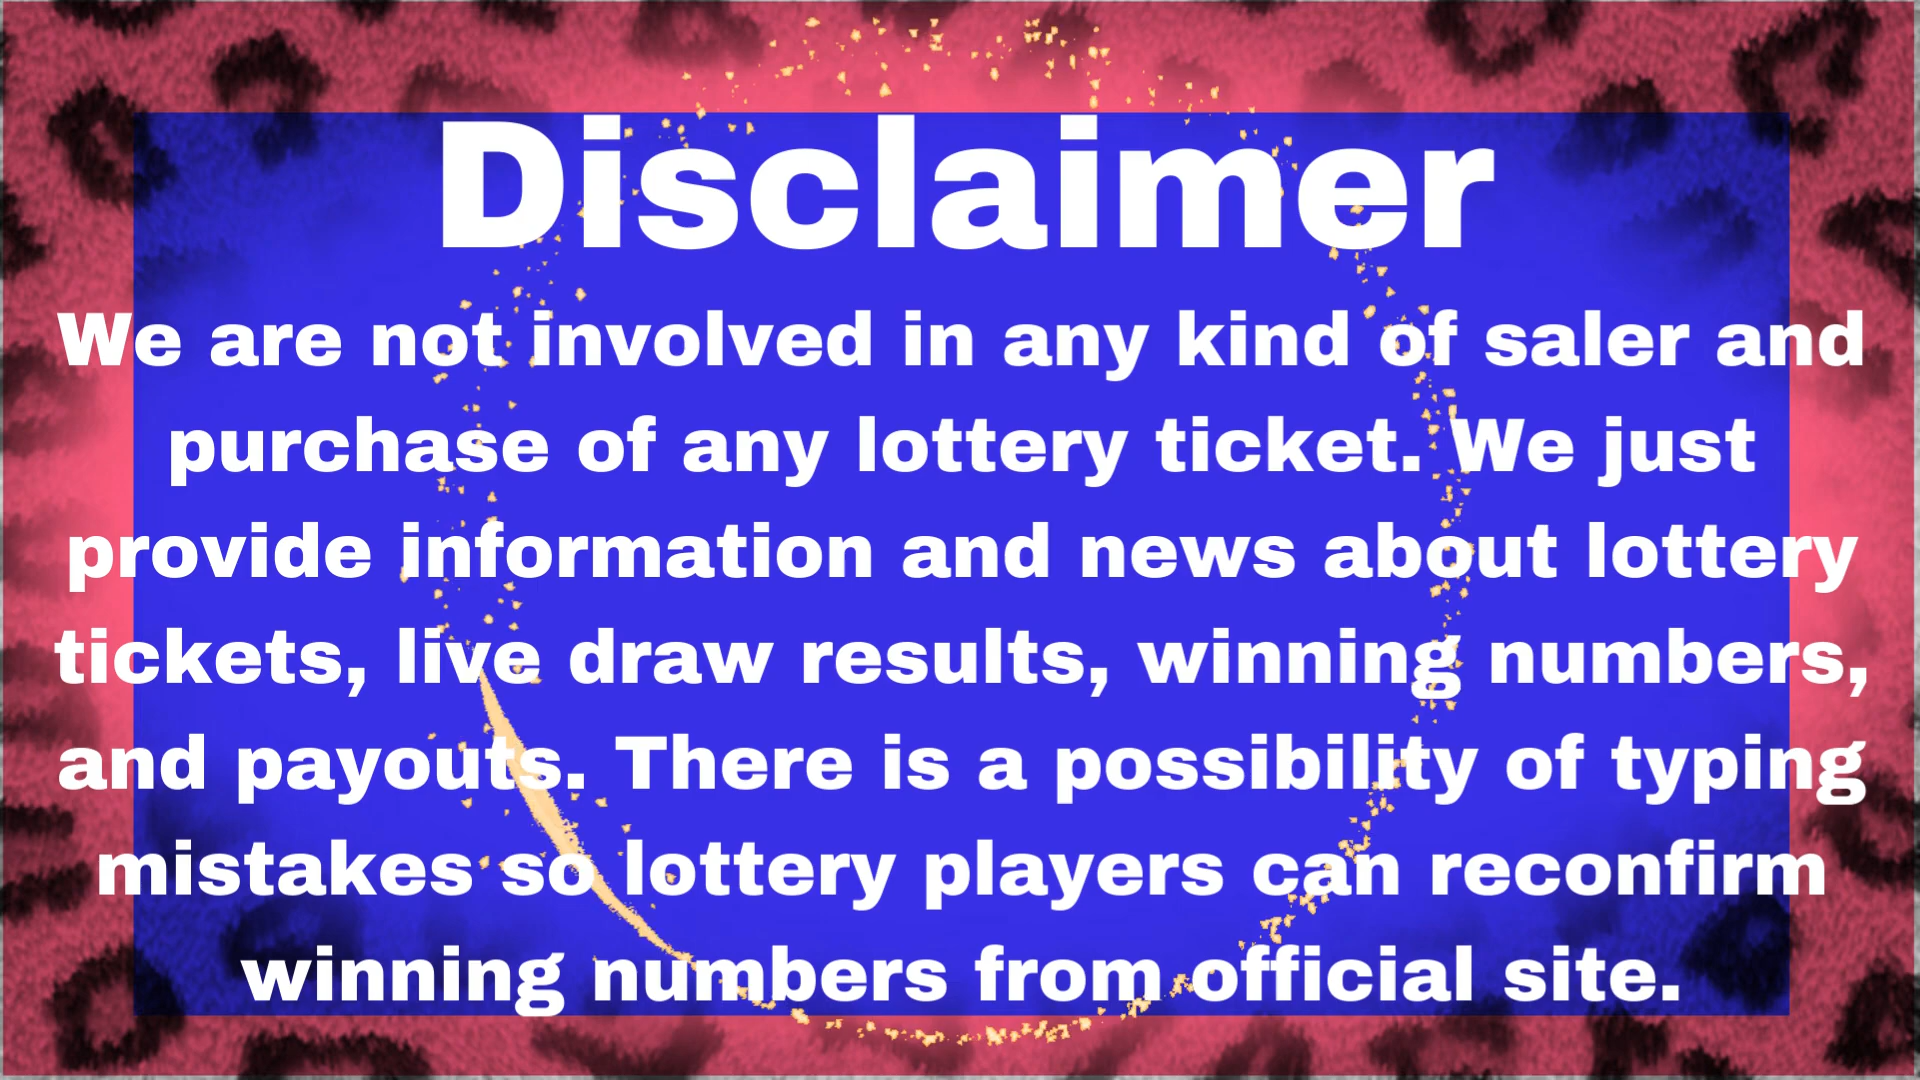 Disclaimer
We are not involved in any kind of saler and
purchase of any lottery ticket. We just
provide information and news about lottery
tickets, live draw results, winning numbers,
and payouts. There is a possibility of typing
mistakes so lottery players can reconfirm
winning numbers from official site.